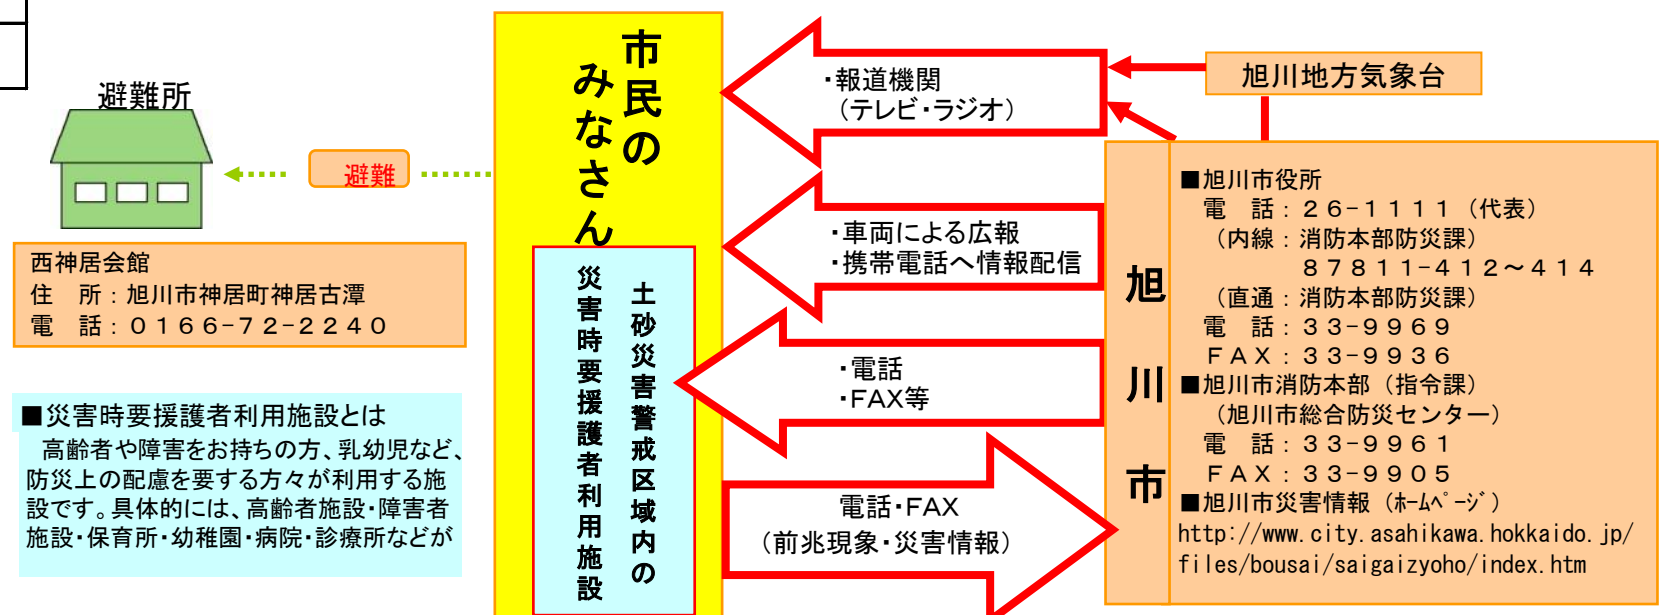 避難所
避難
西神居会館
住　所：旭川市神居町神居古潭
電　話：０１６６−７２−２２４０
■災害時要援護者利用施設とは
高齢者や障害をお持ちの方、乳幼児など、
防災上の配慮を要する方々が利用する施
設です。具体的には、高齢者施設・障害者
施設・保育所・幼稚園・病院・診療所などが
市民の
みなさん
土砂災害警戒区域内の
災害時要援護者利用施設
・報道機関
（テレビ・ラジオ）
・車両による広報
・携帯電話へ情報配信
・電話
・FAX等
電話・FAX
（前兆現象・災害情報）
旭川地方気象台
旭川市
■旭川市役所
電　話：２６−１１１１（代表）
（内線：消防本部防災課）
８７８１１−４１２～４１４
（直通：消防本部防災課）
電　話：３３−９９６９
ＦＡＸ：３３−９９３６
■旭川市消防本部（指令課）
（旭川市総合防災センター）
電　話：３３−９９６１
ＦＡＸ：３３−９９０５
■旭川市災害情報（ﾎｰﾑﾍﾟｰｼﾞ）
http://www.city.asahikawa.hokkaido.jp/
files/bousai/saigaizyoho/index.htm